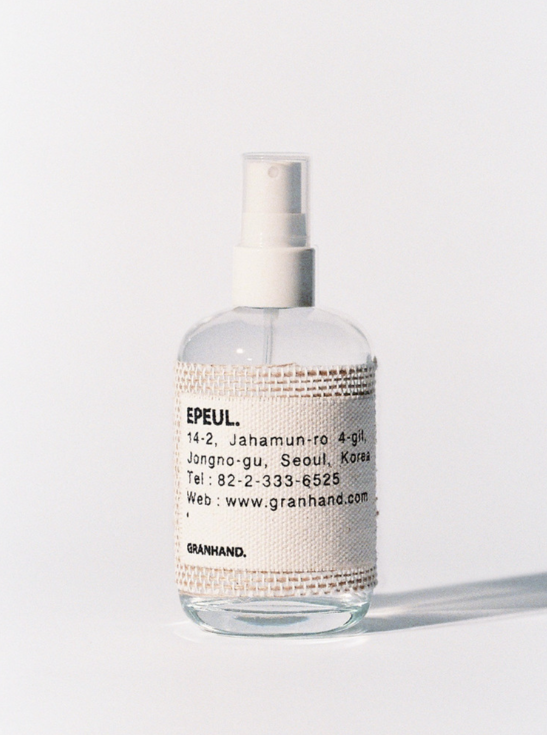 EPEUL.
14-2, Jahamun-ro 4-gil,
Jongno-gu, Seoul, Korea
Tel : 82-2-333-6525
Web : www.granhand.com
GRANHAND.